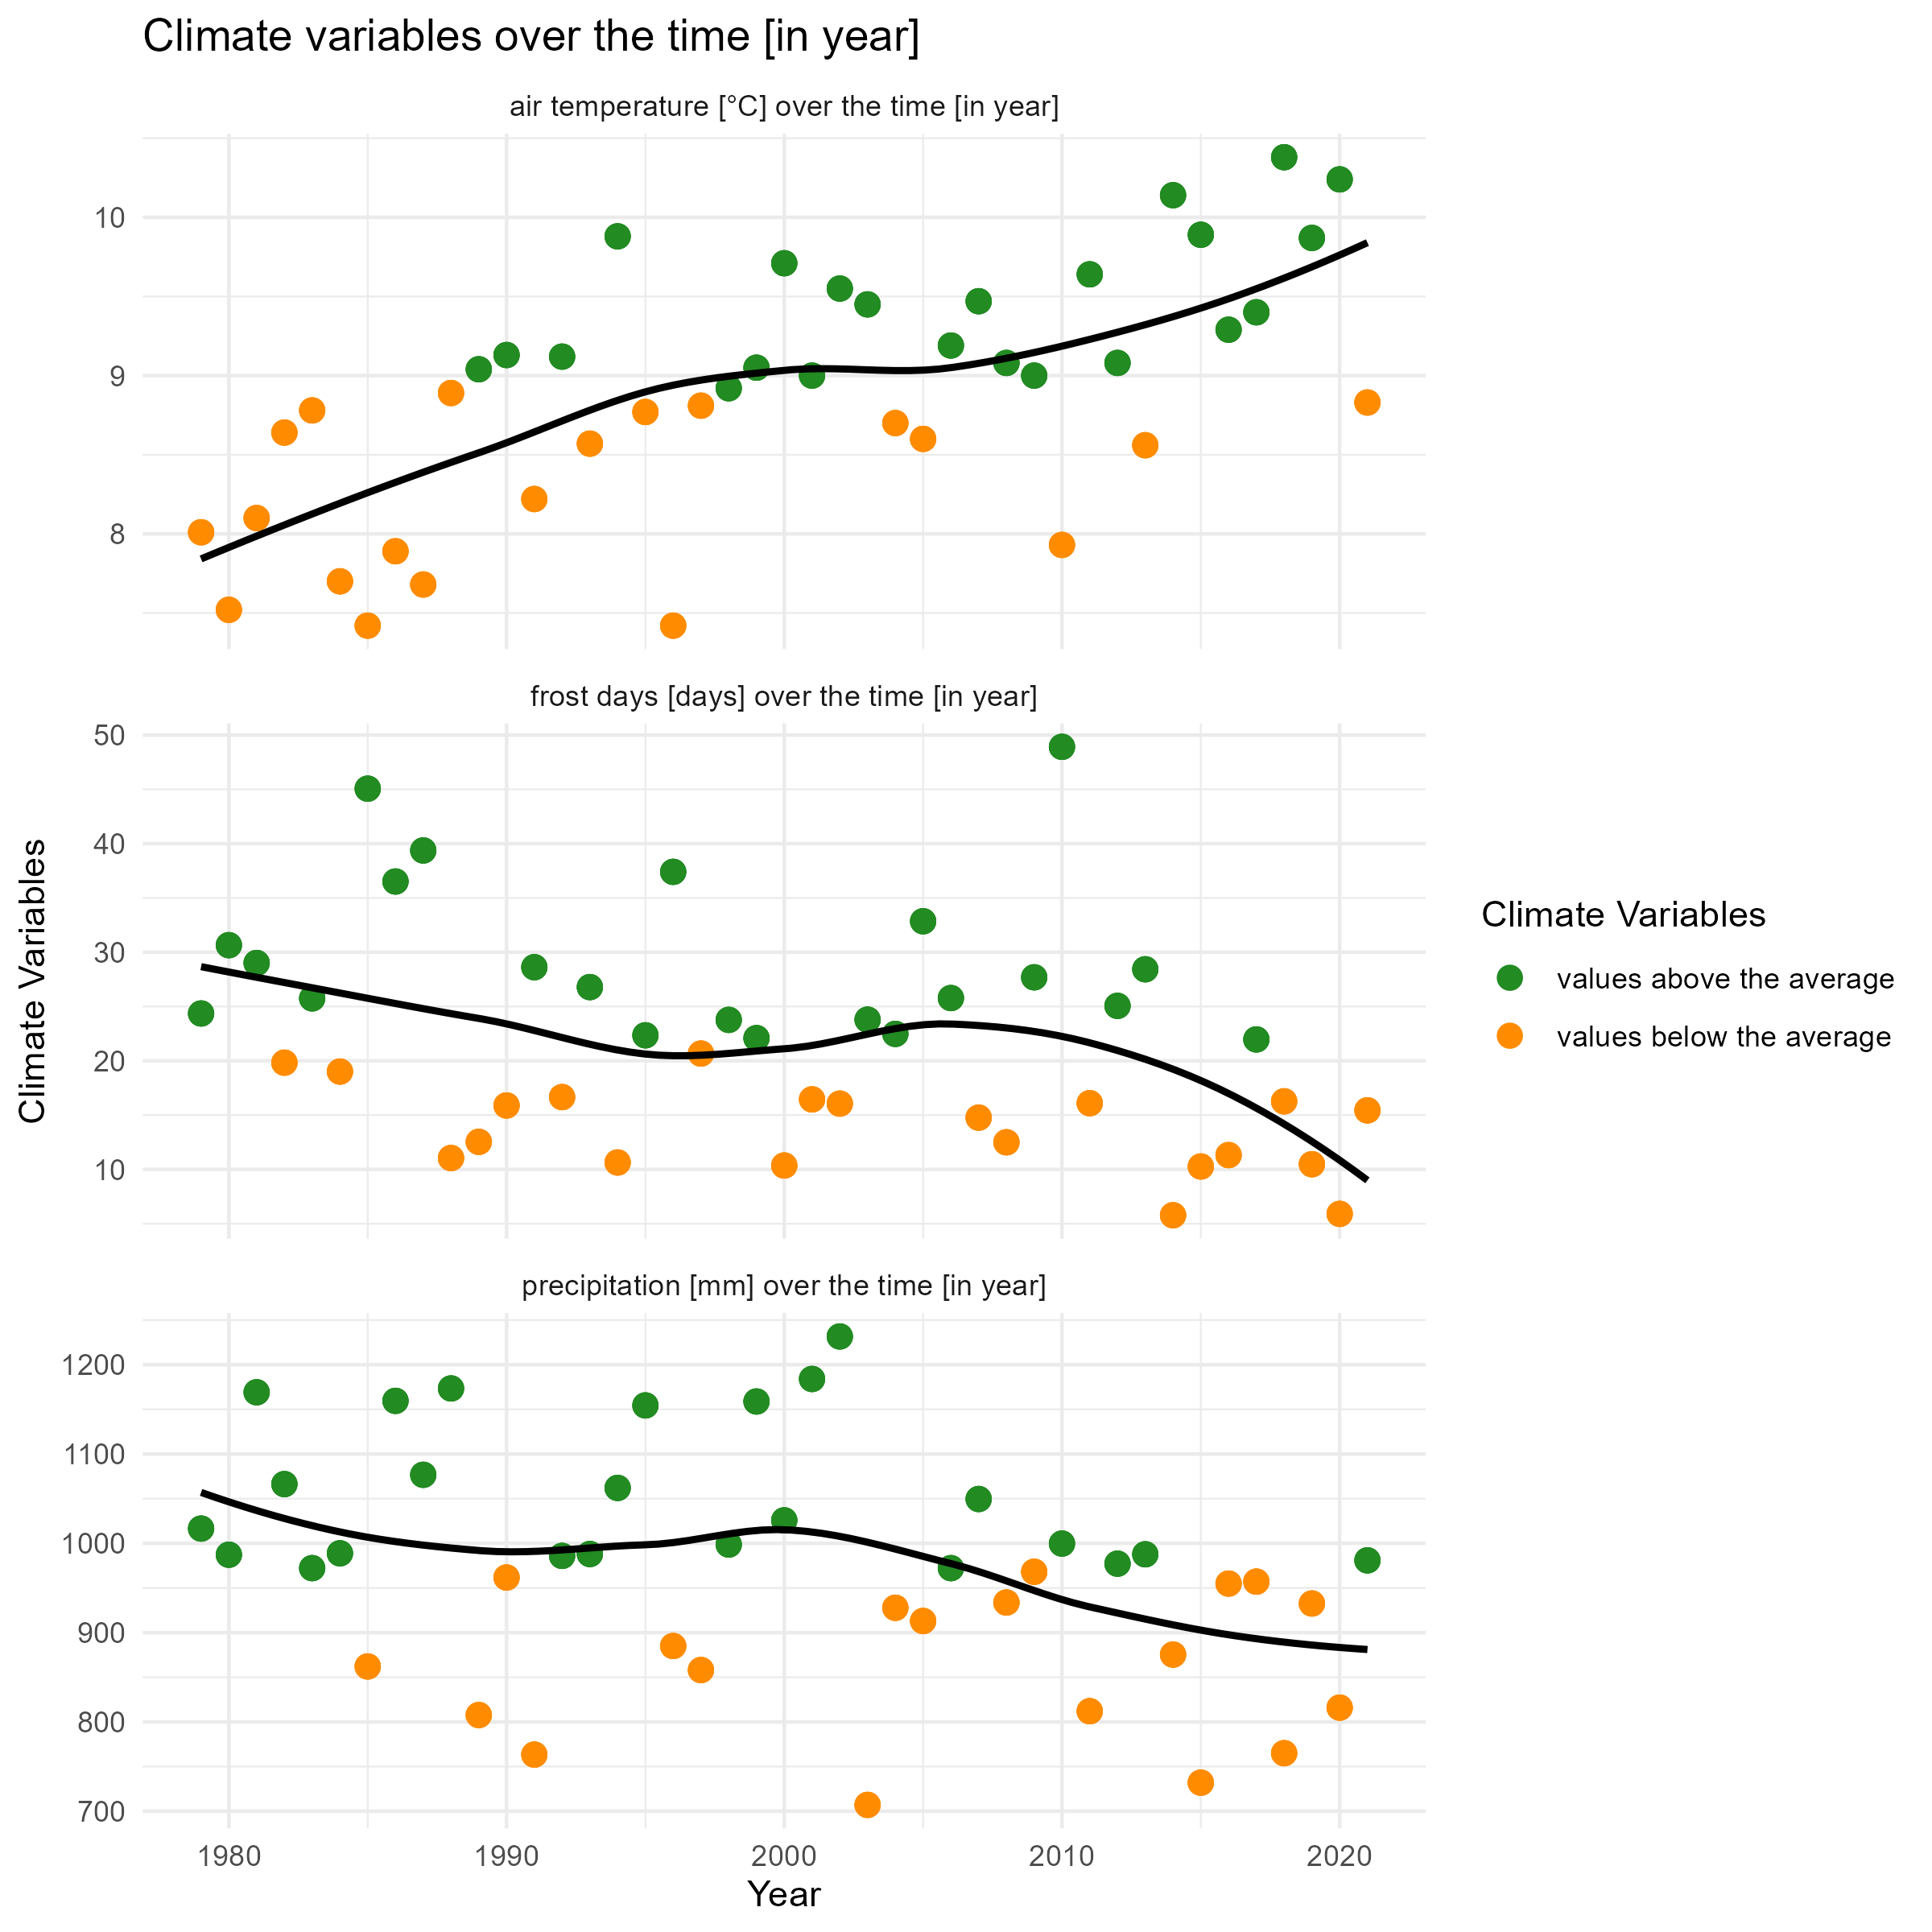 Climate variables over the time [in year]
air temperature [°C] over the time [in year]
10
9
8
frost days [days] over the time [in year]
50
40
30
20
10
precipitation [mm] over the time [in year]
1200
1100
1000
900
800
700
1980 1990 2000 2010 2020
Year
Climate Variables
Climate Variables
values above the average
values below the average